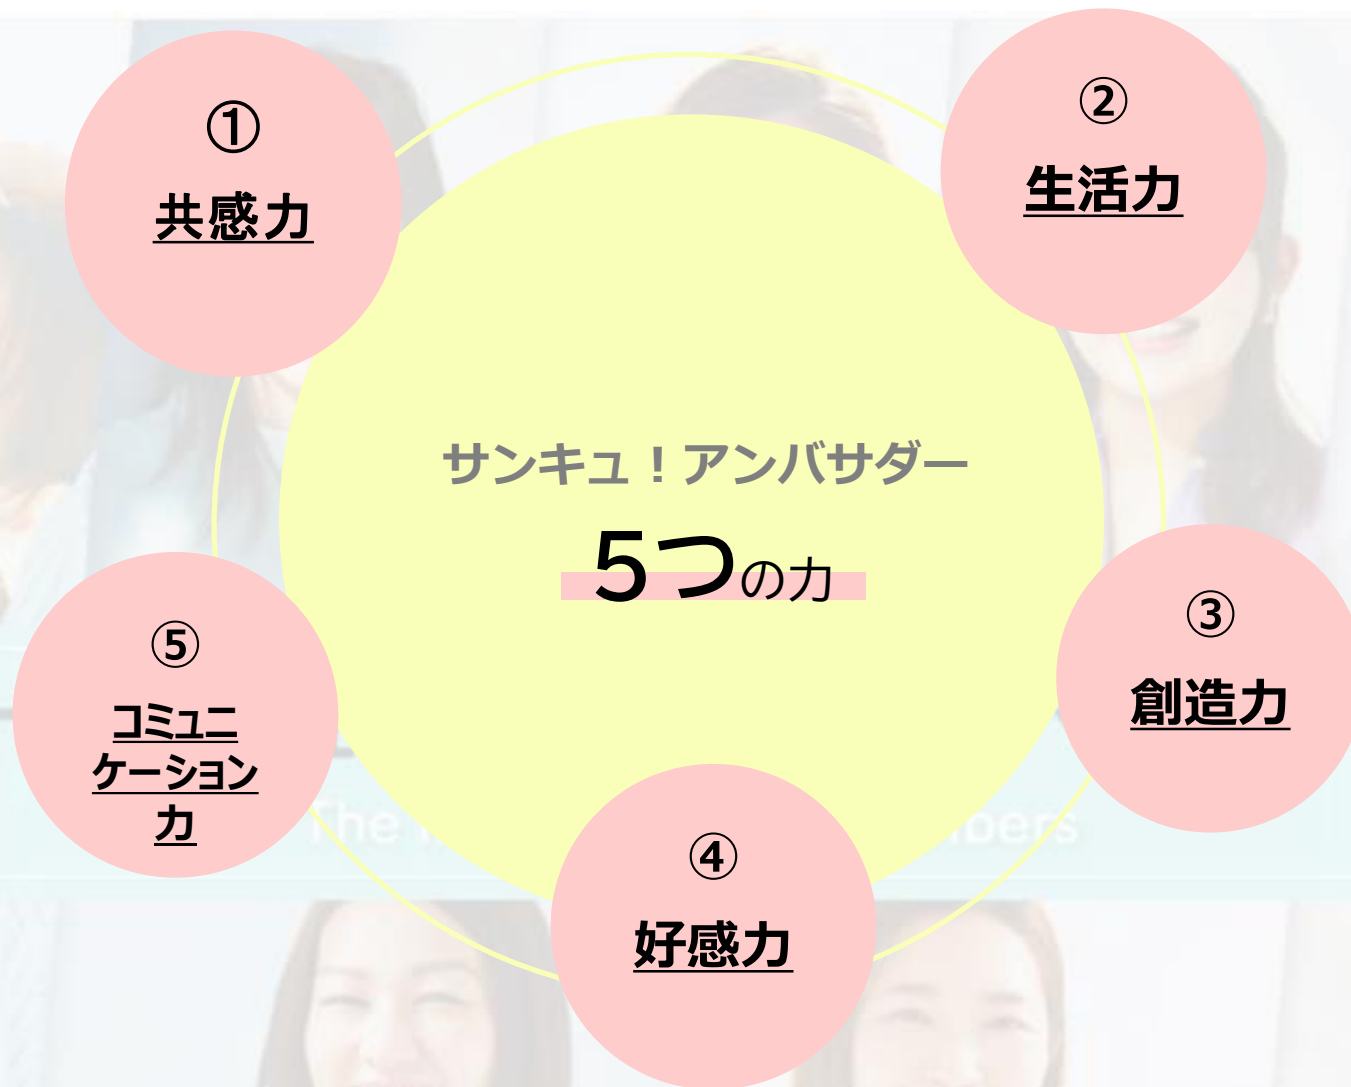 ①
共感力
②
生活力
サンキュ！アンバサダー
5つの力
③
創造力
④
好感力
⑤
コミュニ
ケーション
力
The
bers